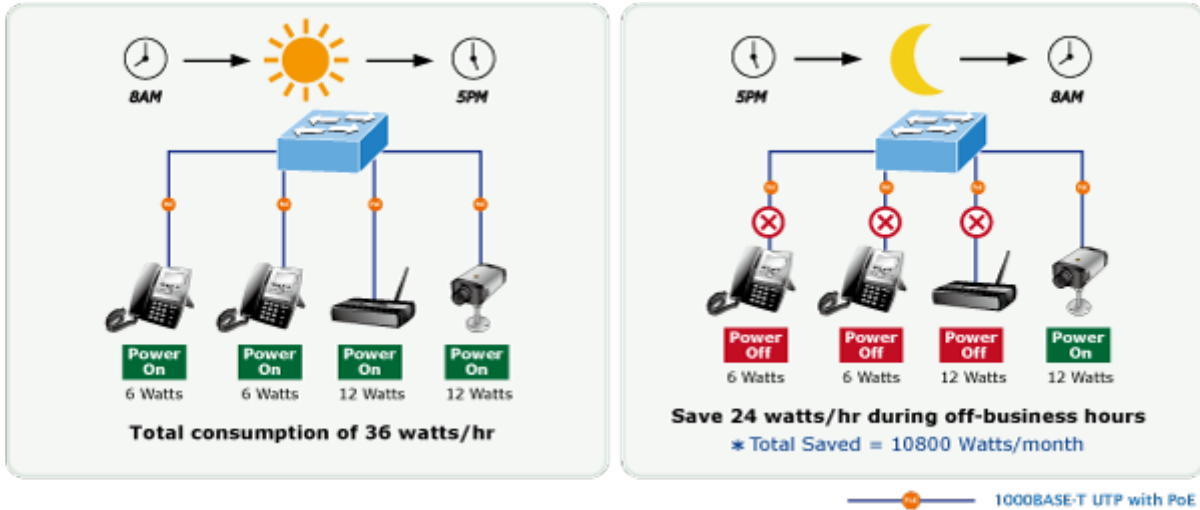 8AM
5PM
Power
On
6 Watts
Power
On
6 Watts
Power
On
12 Watts
Power
On
12 Watts
Total consumption of 36 watts/hr
5PM
8AM
Power
Off
6 Watts
Power
Off
6 Watts
Power
Off
12 Watts
Power
On
12 Watts
Save 24 watts/hr during off-business hours
* Total Saved = 10800 Watts/month
PoE
1000BASE-T UTP with PoE